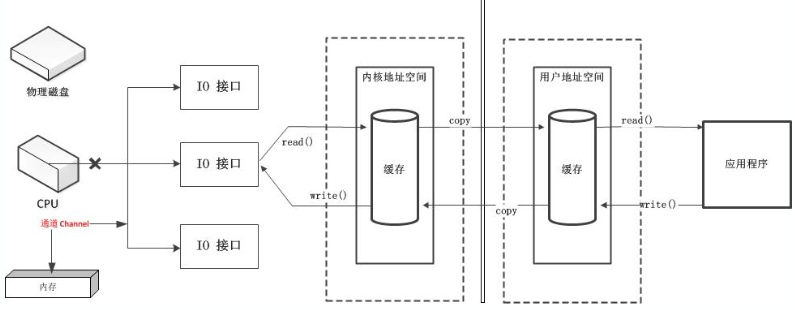 物理磁盘
CPU
通道 Channel
内存
IO 接口
IO 接口
IO 接口
read()
write()
内核地址空间
缓存
copy
copy
用户地址空间
缓存
read()
write()
应用程序